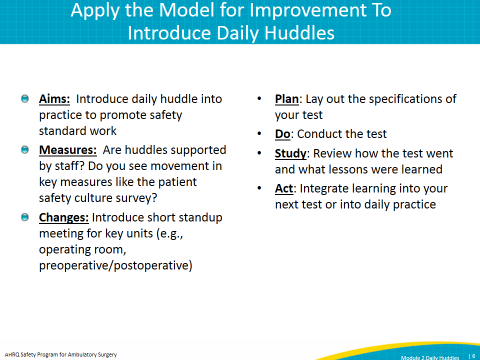 Apply the Model for Improvement To
Introduce Daily Huddles
Aims: Introduce daily huddle into
practice to promote safety
standard work
Measures: Are huddles supported
by staff? Do you see movement in
key measures like the patient
safety culture survey?
Changes: Introduce short standup
meeting for key units (e.g.,
operating room,
preoperative/postoperative)
• Plan: Lay out the specifications of
your test
• Do: Conduct the test
• Study: Review how the test went
and what lessons were learned
• Act: Integrate learning into your
next test or into daily practice
AHRQ Safety Program for Ambulatory Surgery
Module 2 Daily Huddles | 6